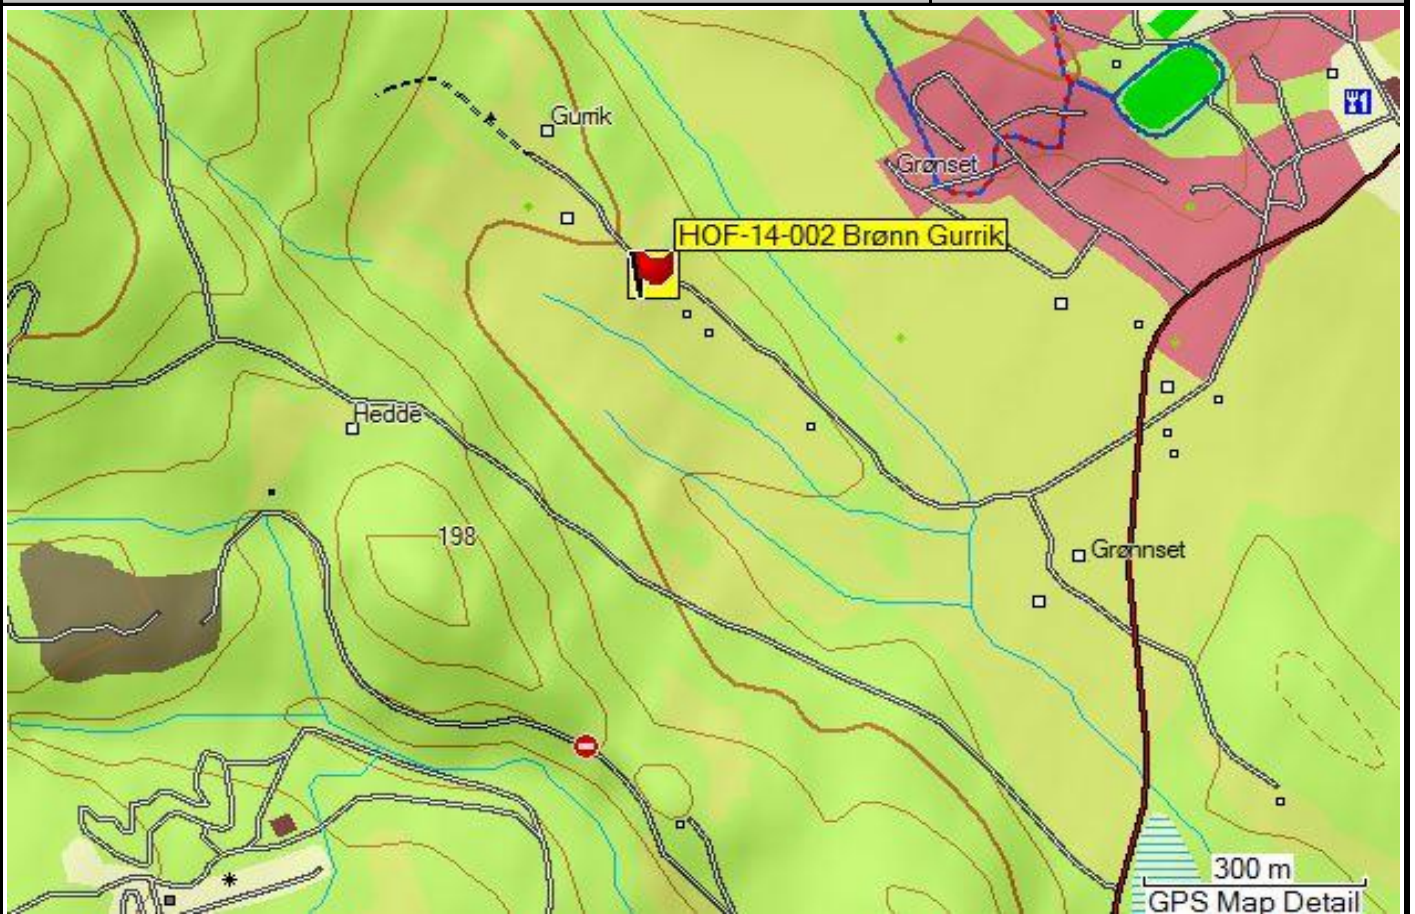 Gurrik
Grønset
HOF-14-002 Brønn Gurrik
Hedde
198
Grønnset
300 m
GPS Map Detail